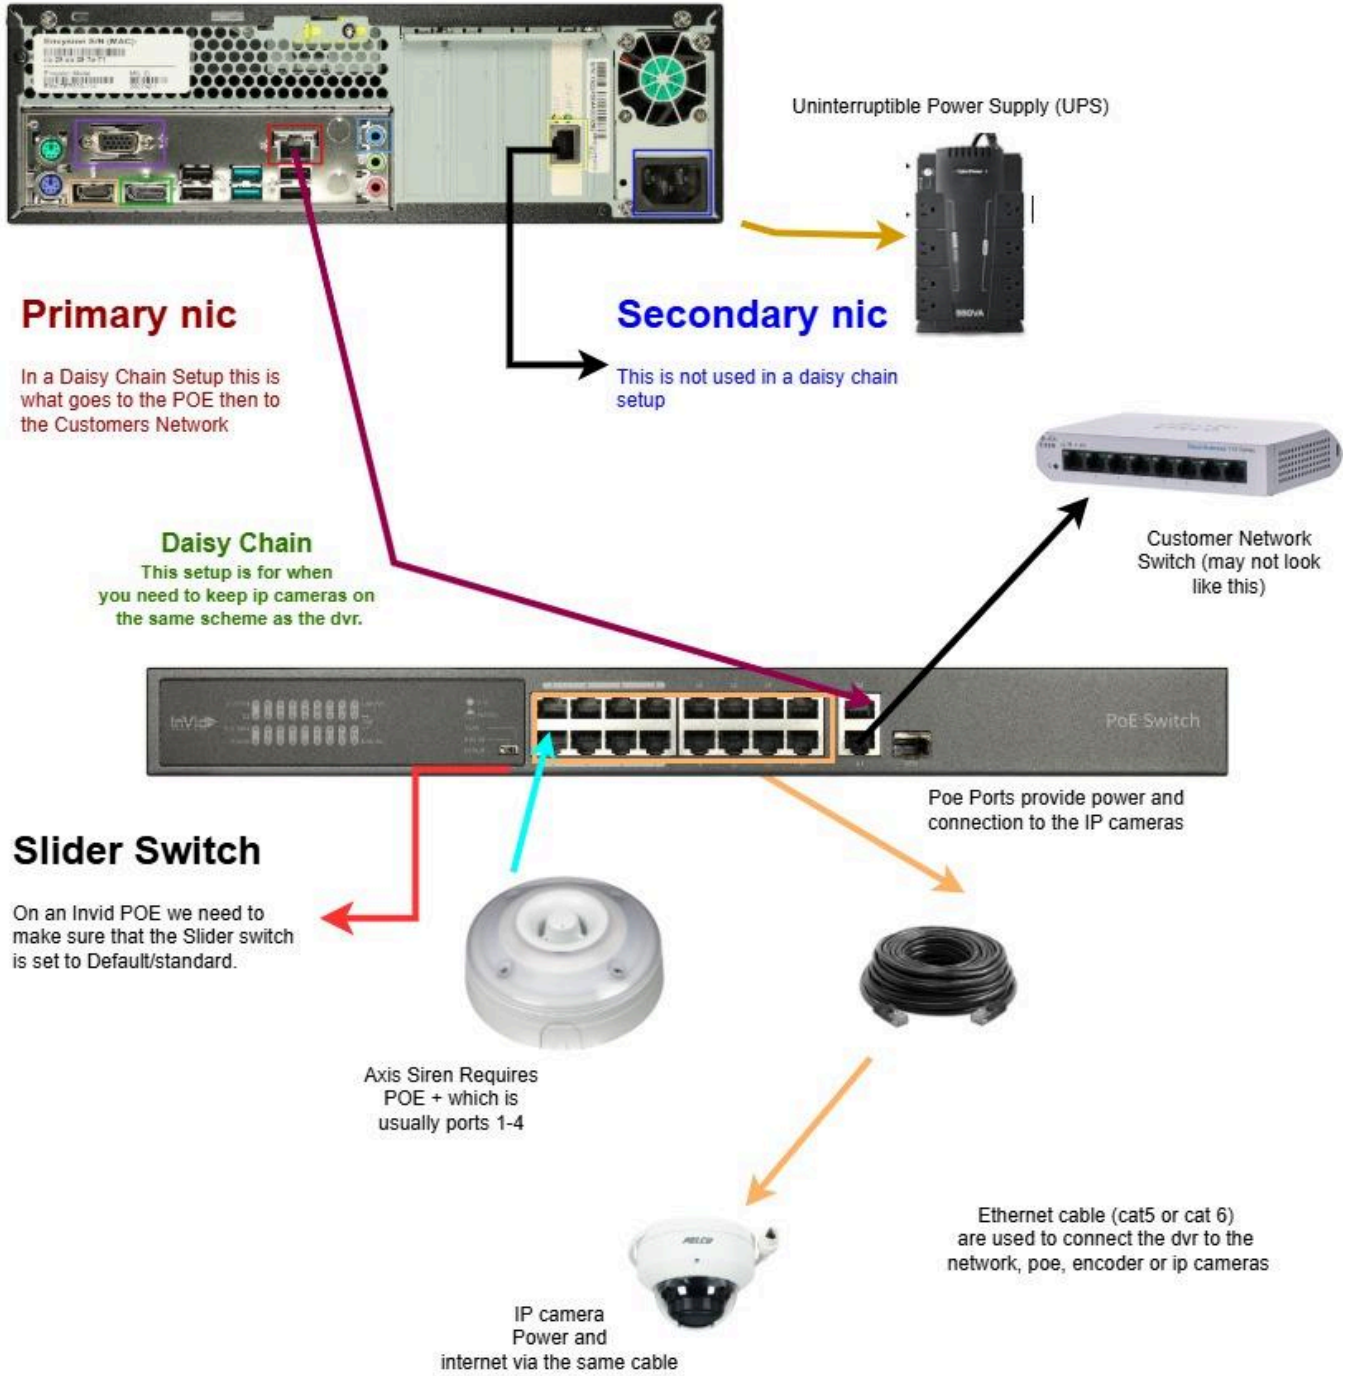 Uninterruptible Power Supply (UPS)
980VA
Primary nic
In a Daisy Chain Setup this is
what goes to the POE then to
the Customers Network
Secondary nic
This is not used in a daisy chain
setup
Customer Network
Switch (may not look
like this)
Daisy Chain
This setup is for when
you need to keep ip cameras on
the same scheme as the dvr.
InVid
PoE Switch
Poe Ports provide power and
connection to the IP cameras
Slider Switch
On an Invid POE we need to
make sure that the Slider switch
is set to Default/standard.
Axis Siren Requires
POE + which is
usually ports 1-4
PELCO
IP camera
Power and
internet via the same cable
Ethernet cable (cat5 or cat 6)
are used to connect the dvr to the
network, poe, encoder or ip cameras